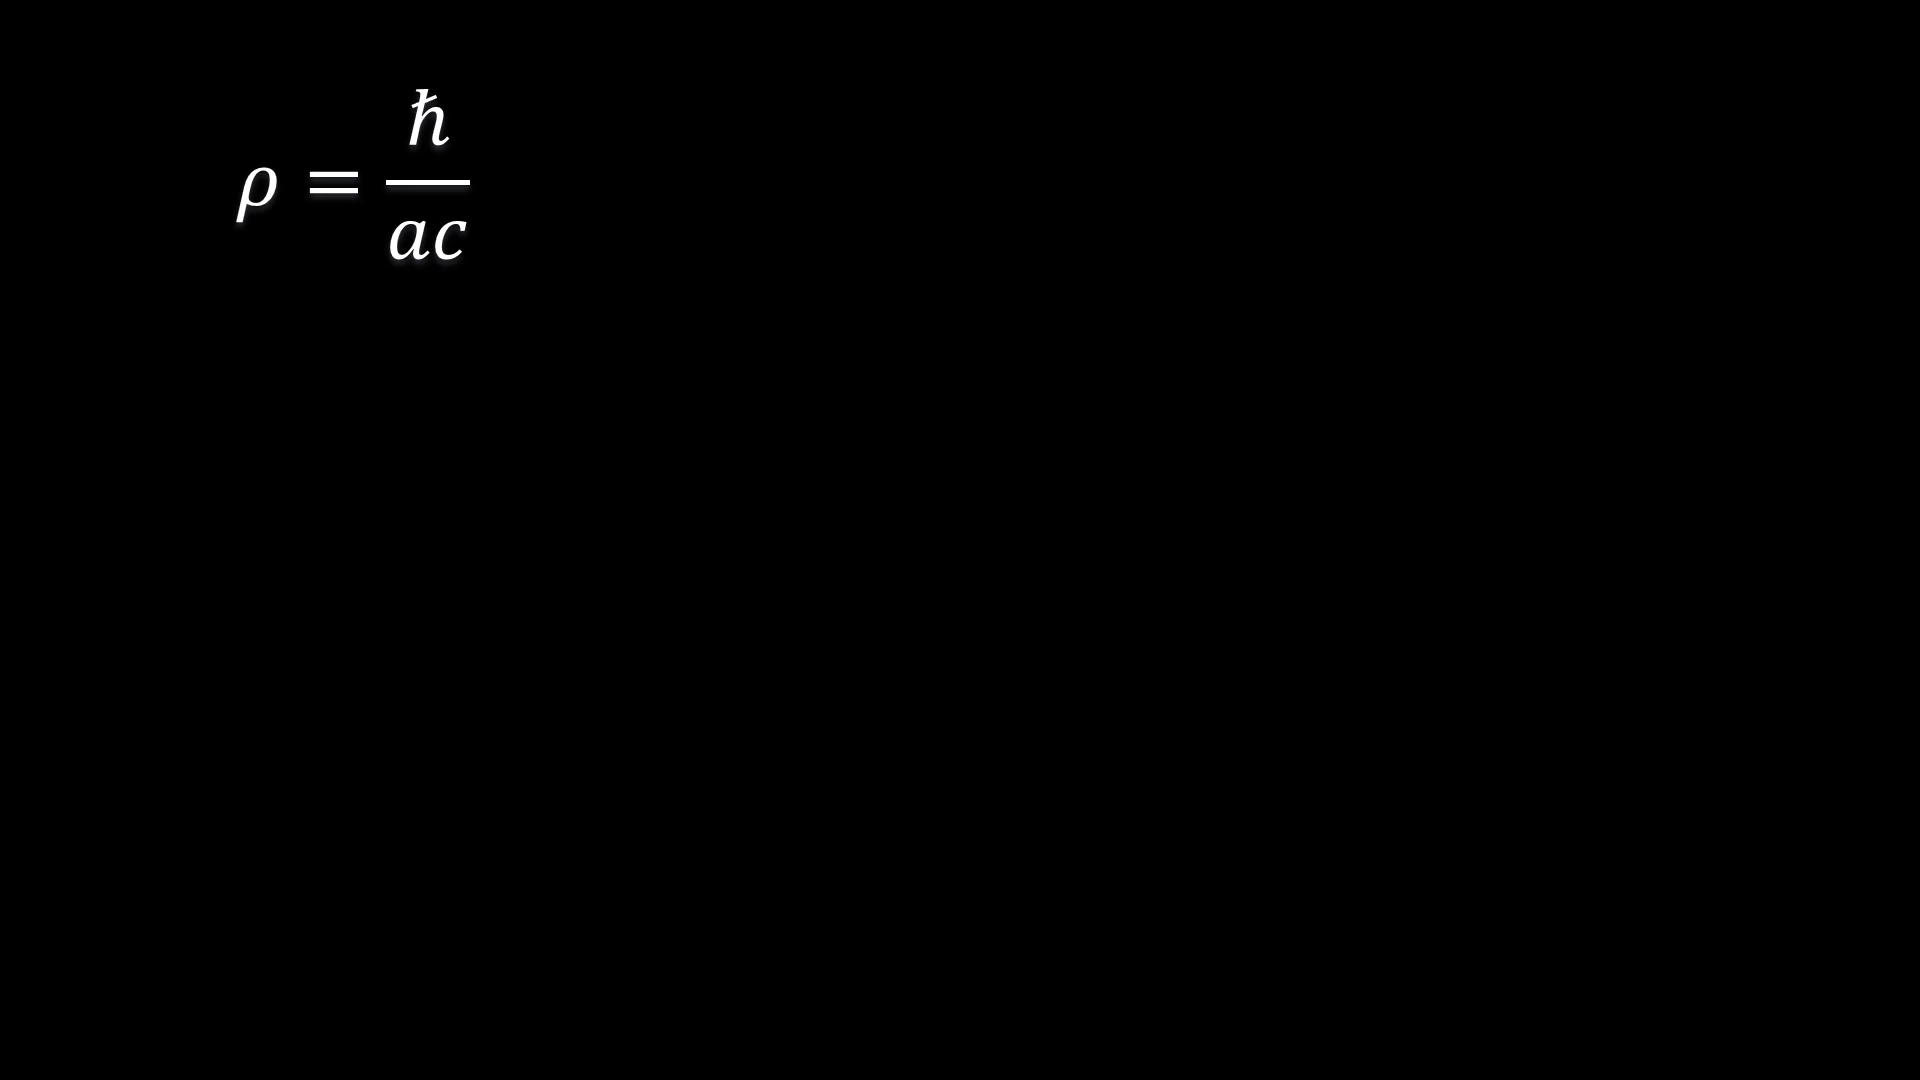 ρ = ℏ/ac